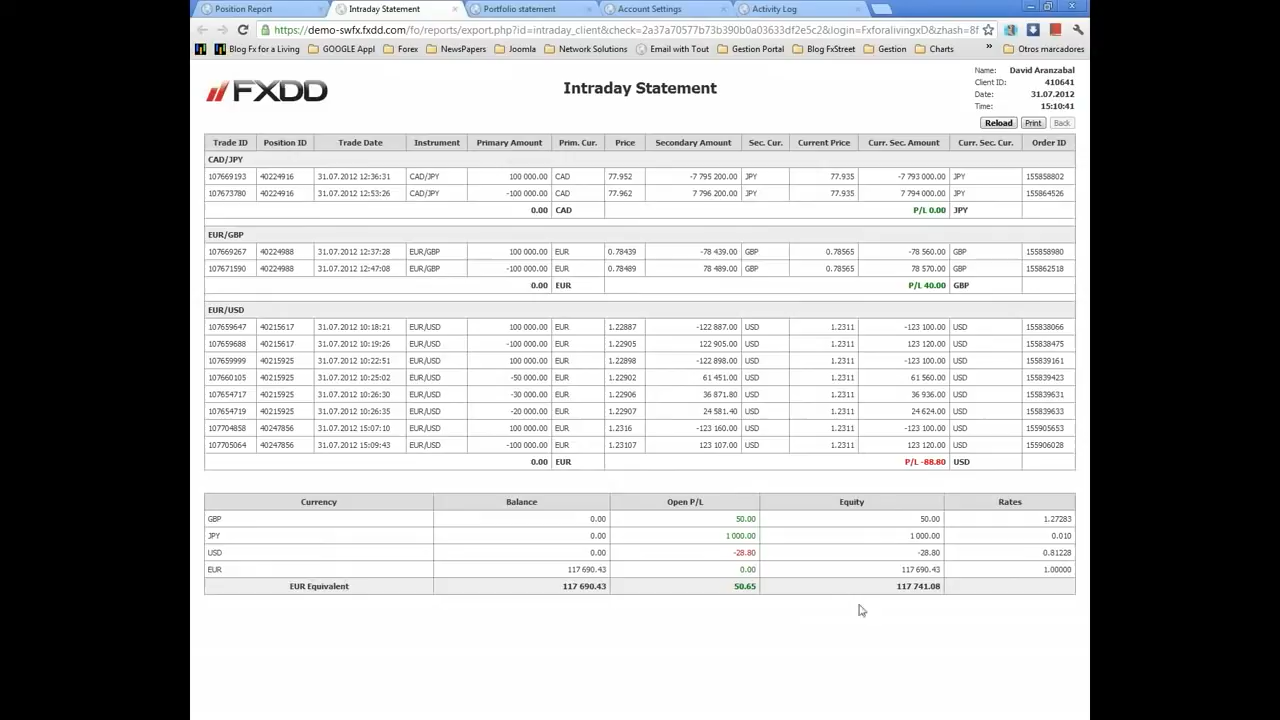 Position Report × Intraday Statement × Portfolio statement × Account Settings × Activity Log ×
https://demo-swfx.fxdd.com/fo/reports/export.php?id=intraday_client&check=2a37a70577b73b390b0a03633df2e5c2&login=FxforalivingxD&zhash=8f
Blog Fx for a Living GOOGLE Appl Forex NewsPapers Joomla Network Solutions Email with Tout Gestion Portal Blog FxStreet Gestion Charts » Otros marcadores
FXDD
Intraday Statement
Name: David Aranzabal
Client ID: 410641
Date: 31.07.2012
Time: 15:10:41
Reload Print Back
Trade ID Position ID Trade Date Instrument Primary Amount Prim. Cur. Price Secondary Amount Sec. Cur. Current Price Curr. Sec. Amount Curr. Sec. Cur. Order ID
CAD/JPY
107669193 40224916 31.07.2012 12:36:31 CAD/JPY 100 000.00 CAD 77.952 -7 795 200.00 JPY 77.935 -7 793 000.00 JPY 155858802
107673780 40224916 31.07.2012 12:53:26 CAD/JPY -100 000.00 CAD 77.962 7 796 200.00 JPY 77.935 7 794 000.00 JPY 155864526
0.00 CAD P/L 0.00 JPY
EUR/GBP
107669267 40224988 31.07.2012 12:37:28 EUR/GBP 100 000.00 EUR 0.78439 -78 439.00 GBP 0.78565 -78 560.00 GBP 155858980
107671590 40224988 31.07.2012 12:47:08 EUR/GBP -100 000.00 EUR 0.78489 78 489.00 GBP 0.78565 78 570.00 GBP 155862518
0.00 EUR P/L 40.00 GBP
EUR/USD
107659647 40215617 31.07.2012 10:18:21 EUR/USD 100 000.00 EUR 1.22887 -122 887.00 USD 1.2311 -123 100.00 USD 155838066
107659688 40215617 31.07.2012 10:19:26 EUR/USD -100 000.00 EUR 1.22905 122 905.00 USD 1.2311 123 120.00 USD 155838475
107659999 40215925 31.07.2012 10:22:51 EUR/USD 100 000.00 EUR 1.22898 -122 898.00 USD 1.2311 -123 100.00 USD 155839161
107660105 40215925 31.07.2012 10:25:02 EUR/USD -50 000.00 EUR 1.22902 61 451.00 USD 1.2311 61 560.00 USD 155839423
107654717 40215925 31.07.2012 10:26:30 EUR/USD -30 000.00 EUR 1.22906 36 871.80 USD 1.2311 36 936.00 USD 155839631
107654719 40215925 31.07.2012 10:26:35 EUR/USD -20 000.00 EUR 1.22907 24 581.40 USD 1.2311 24 624.00 USD 155839633
107704858 40247856 31.07.2012 15:07:10 EUR/USD 100 000.00 EUR 1.2316 -123 160.00 USD 1.2311 -123 100.00 USD 155905653
107705064 40247856 31.07.2012 15:09:43 EUR/USD -100 000.00 EUR 1.23107 123 107.00 USD 1.2311 123 120.00 USD 155906028
0.00 EUR P/L -88.80 USD
Currency Balance Open P/L Equity Rates
GBP 0.00 50.00 50.00 1.27283
JPY 0.00 1 000.00 1 000.00 0.010
USD 0.00 -28.80 -28.80 0.81228
EUR 117 690.43 0.00 117 690.43 1.00000
EUR Equivalent 117 690.43 50.65 117 741.08